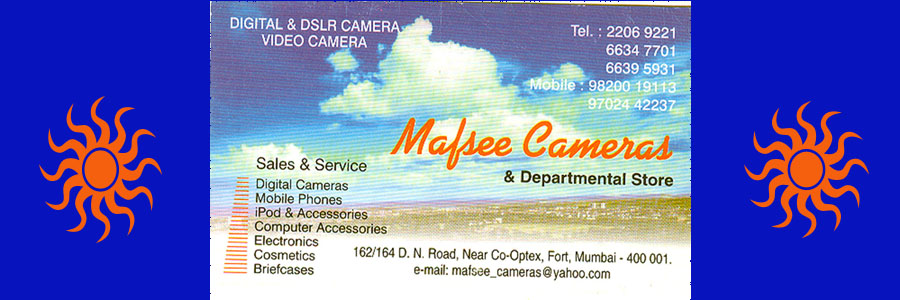 DIGITAL & DSLR CAMERA
VIDEO CAMERA
Tel. : 2206 9221
6634 7701
6639 5931
Mobile : 98200 19113
97024 42237
Mafsee Cameras
& Departmental Store
Sales & Service
Digital Cameras
Mobile Phones
iPod & Accessories
Computer Accessories
Electronics
Cosmetics
Briefcases
162/164 D. N. Road, Near Co-Optex, Fort, Mumbai - 400 001.
e-mail: mafsee_cameras@yahoo.com